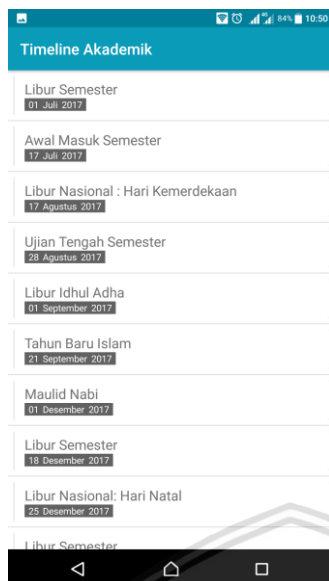 84% 10:50
Timeline Akademik
Libur Semester
01 Juli 2017
Awal Masuk Semester
17 Juli 2017
Libur Nasional : Hari Kemerdekaan
17 Agustus 2017
Ujian Tengah Semester
28 Agustus 2017
Libur Idhul Adha
01 September 2017
Tahun Baru Islam
21 September 2017
Maulid Nabi
01 Desember 2017
Libur Semester
18 Desember 2017
Libur Nasional: Hari Natal
25 Desember 2017
Libur Semester